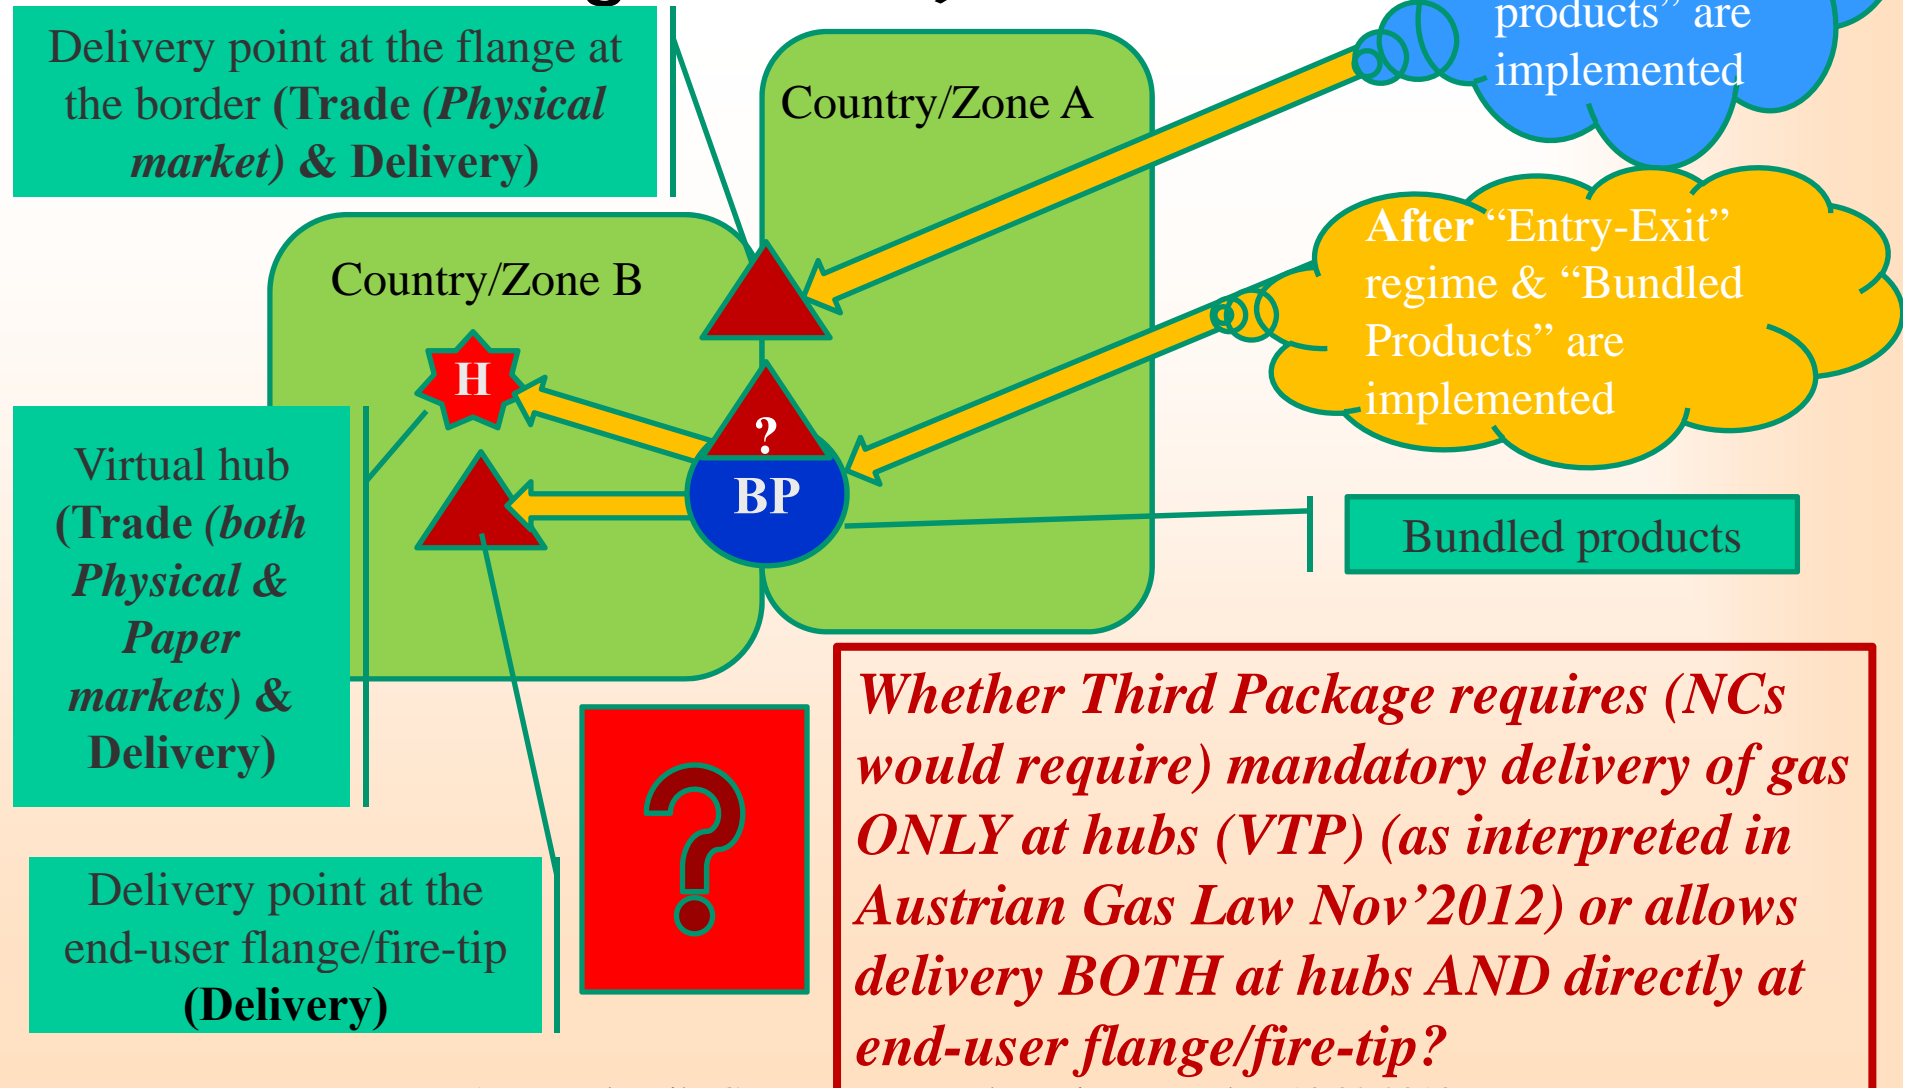 Delivery point at the flange at
the border (Trade (Physical
market) & Delivery)
Country/Zone A
products” are
implemented
After “Entry-Exit”
regime & “Bundled
Products” are
implemented
Country/Zone B
H
?
BP
Virtual hub
(Trade (both
Physical &
Paper
markets) &
Delivery)
Bundled products
Delivery point at the
end-user flange/fire-tip
(Delivery)
?
Whether Third Package requires (NCs
would require) mandatory delivery of gas
ONLY at hubs (VTP) (as interpreted in
Austrian Gas Law Nov’2012) or allows
delivery BOTH at hubs AND directly at
end-user flange/fire-tip?